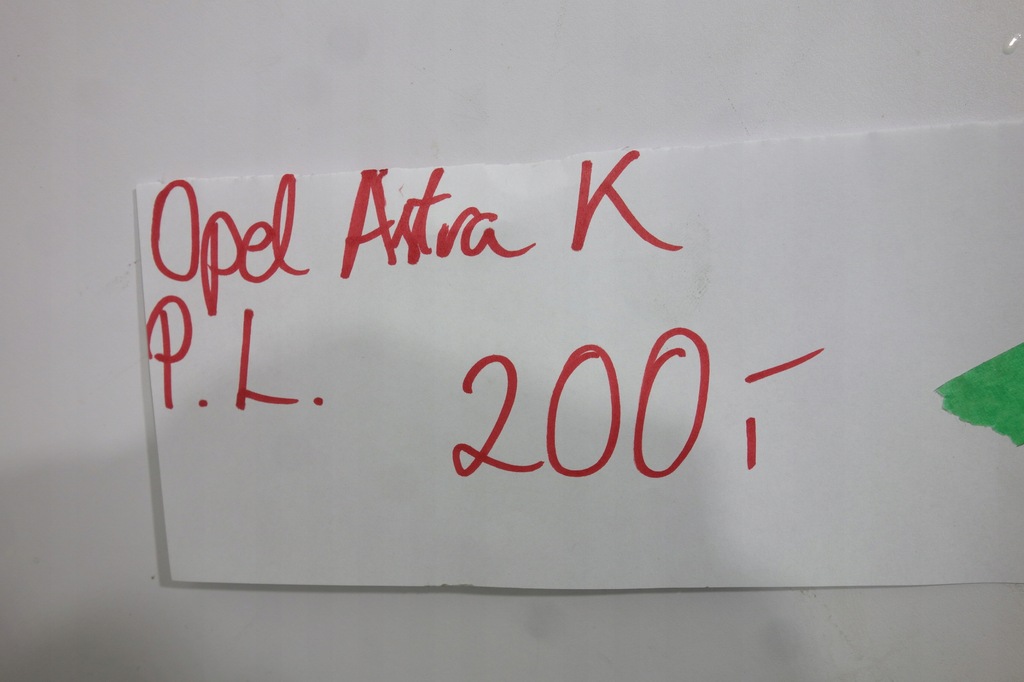 Opel Astra K
P. L.
200,-